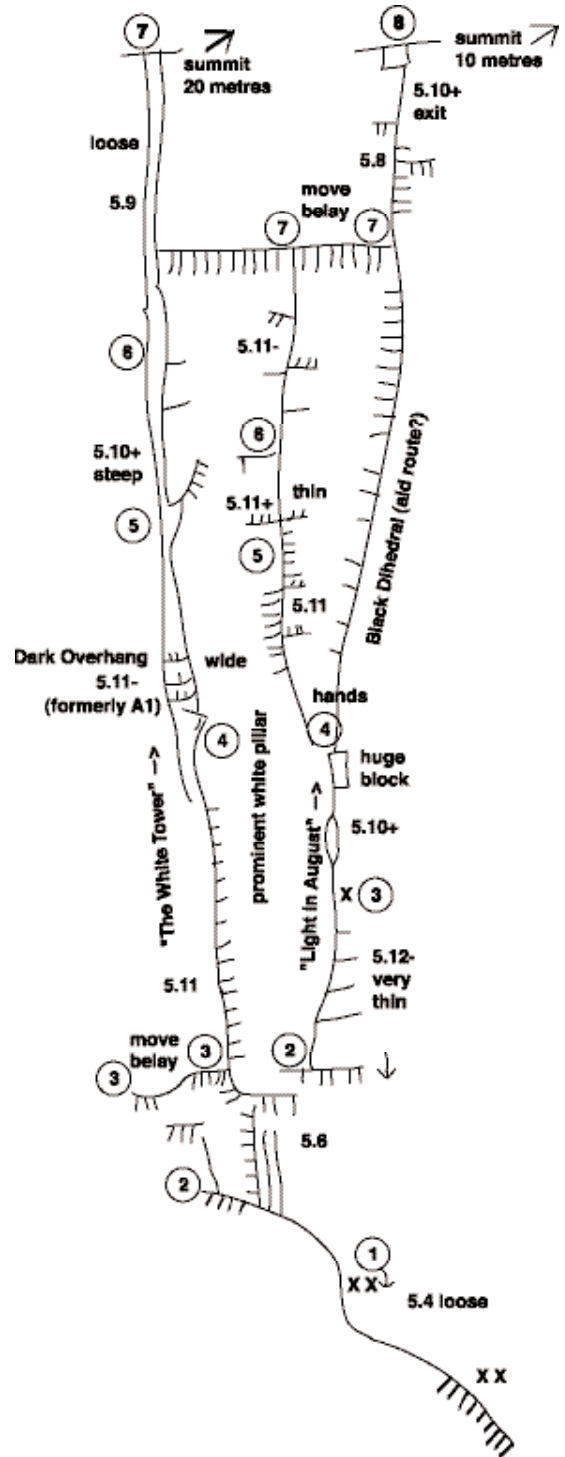 7
summit
20 metres
8
summit
10 metres
5.10+
exit
loose
5.8
5.9
move
belay
7
7
5.11-
6
6
5.10+
steep
thin
5.11+
5
5
Black Dihedral (aid route?)
5.11
Dark Overhang
wide
5.11-
(formerly A1)
hands
4
4
huge
block
"The White Tower" —>
prominent white pillar
"Light in August" —>
5.10+
X 3
5.12-
very
thin
5.11
move
belay
3
2
3
5.6
2
1
X X
5.4 loose
X X